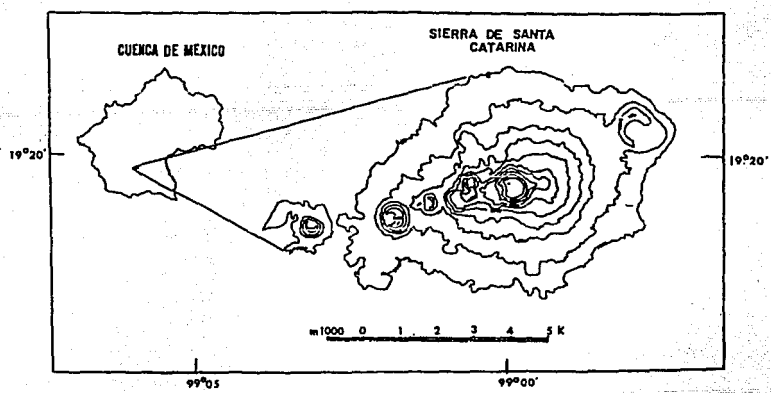 CUENCA DE MEXICO
SIERRA DE SANTA
CATARINA
19°20'
19°20'
m 1000 0 1 2 3 4 5 K
99°05
99°00'